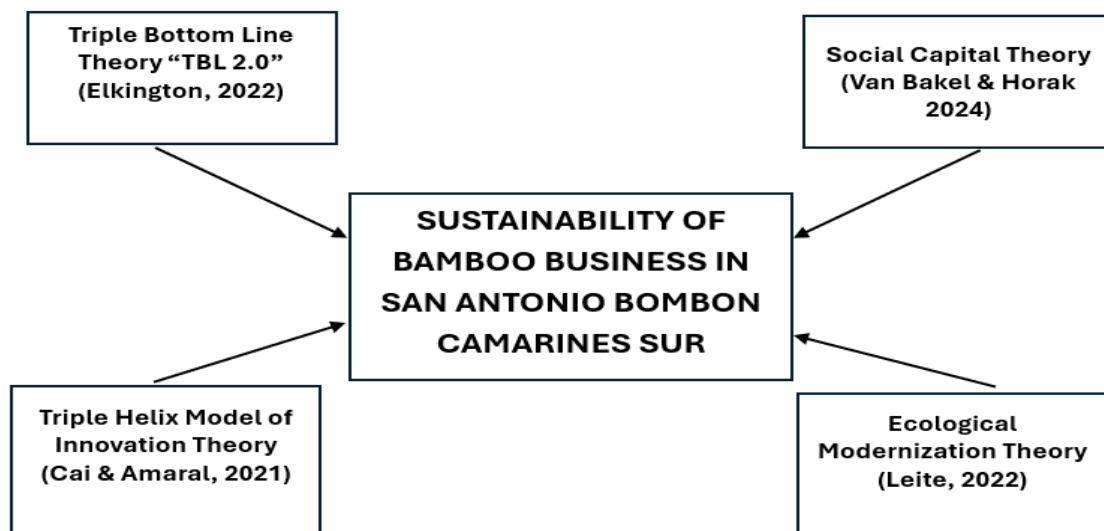 Triple Bottom Line
Theory “TBL 2.0”
(Elkington, 2022)
Social Capital Theory
(Van Bakel & Horak
2024)
SUSTAINABILITY OF
BAMBOO BUSINESS IN
SAN ANTONIO BOMBON
CAMARINES SUR
Triple Helix Model of
Innovation Theory
(Cai & Amaral, 2021)
Ecological
Modernization Theory
(Leite, 2022)